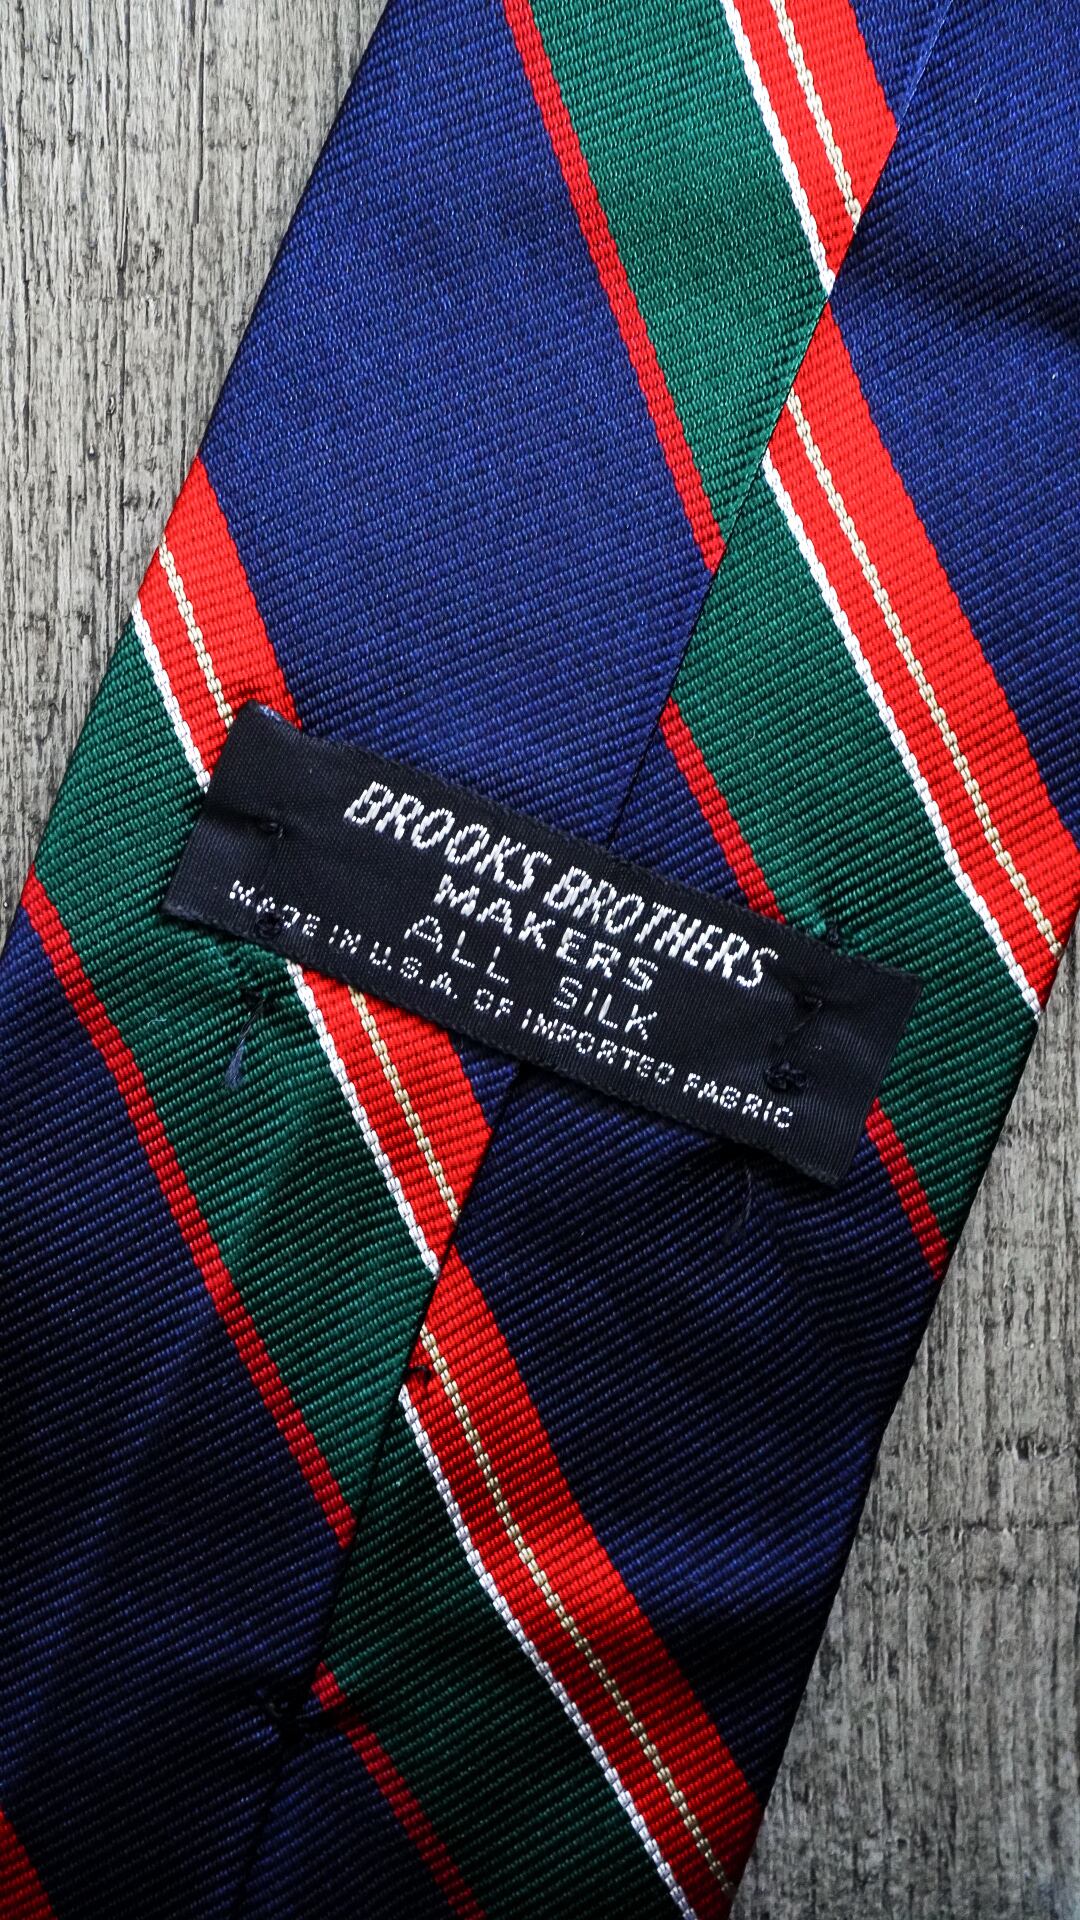 BROOKS BROTHERS
MAKERS
ALL SILK
MADE IN U.S.A. OF IMPORTED FABRIC